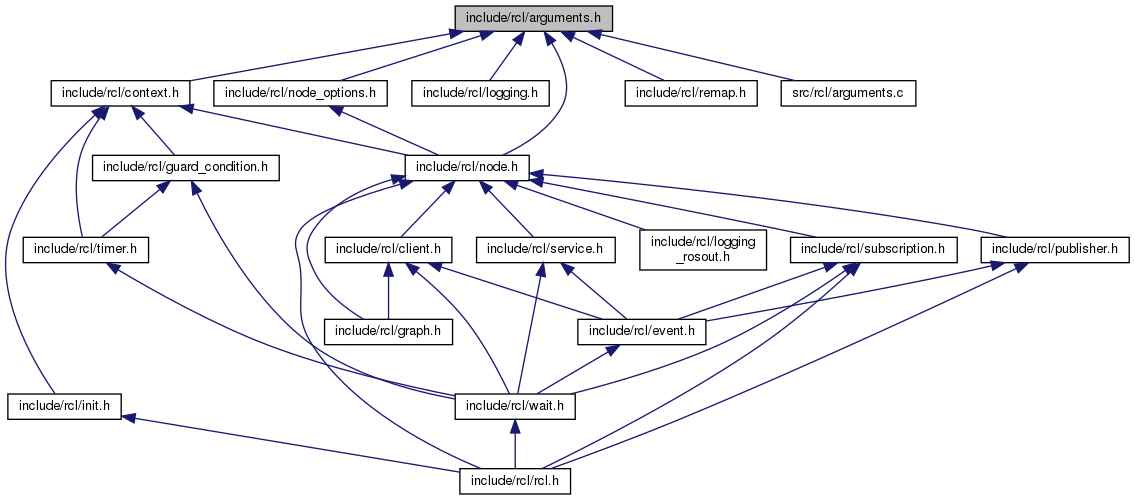 include/rcl/arguments.h
include/rcl/context.h
include/rcl/node_options.h
include/rcl/logging.h
include/rcl/remap.h
src/rcl/arguments.c
include/rcl/guard_condition.h
include/rcl/node.h
include/rcl/timer.h
include/rcl/client.h
include/rcl/service.h
include/rcl/logging
_rosout.h
include/rcl/subscription.h
include/rcl/publisher.h
include/rcl/graph.h
include/rcl/event.h
include/rcl/init.h
include/rcl/wait.h
include/rcl/rcl.h